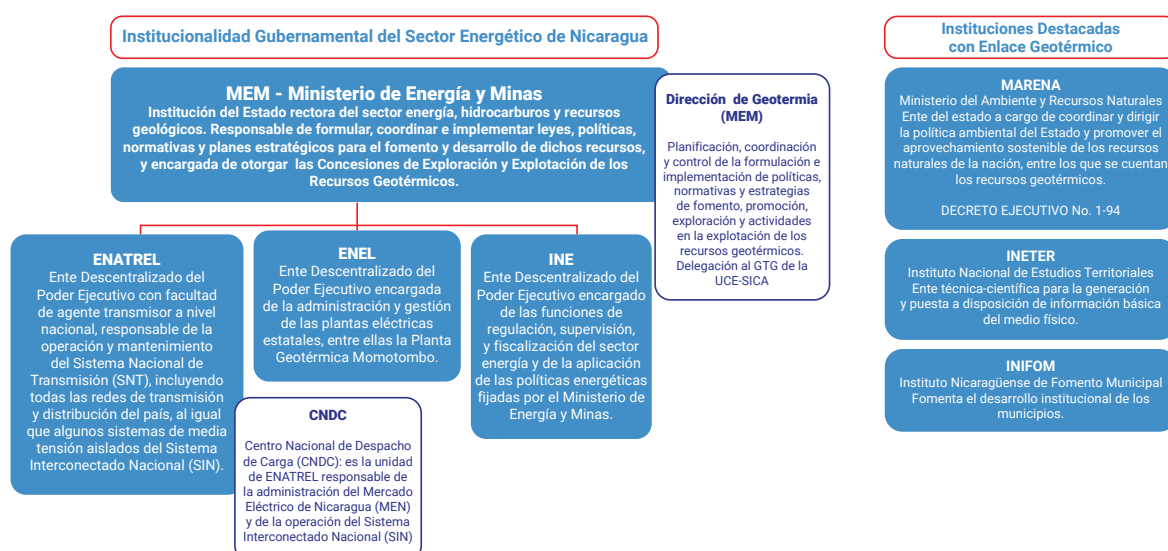 Institucionalidad Gubernamental del Sector Energético de Nicaragua
MEM - Ministerio de Energía y Minas
Institución del Estado rectora del sector energía, hidrocarburos y recursos
geológicos. Responsable de formular, coordinar e implementar leyes, políticas,
normativas y planes estratégicos para el fomento y desarrollo de dichos recursos,
y encargada de otorgar las Concesiones de Exploración y Explotación de los
Recursos Geotérmicos.
Dirección de Geotermia
(MEM)
Planificación, coordinación
y control de la formulación e
implementación de políticas,
normativas y estrategias
de fomento, promoción,
exploración y actividades
en la explotación de los
recursos geotérmicos.
Delegación al GTG de la
UCE-SICA
ENATREL
Ente Descentralizado del
Poder Ejecutivo con facultad
de agente transmisor a nivel
nacional, responsable de la
operación y mantenimiento
del Sistema Nacional de
Transmisión (SNT), incluyendo
todas las redes de transmisión
y distribución del país, al igual
que algunos sistemas de media
tensión aislados del Sistema
Interconectado Nacional (SIN).
ENEL
Ente Descentralizado del
Poder Ejecutivo encargada
de la administración y gestión
de las plantas eléctricas
estatales, entre ellas la Planta
Geotérmica Momotombo.
CNDC
Centro Nacional de Despacho
de Carga (CNDC): es la unidad
de ENATREL responsable de
la administración del Mercado
Eléctrico de Nicaragua (MEN)
y de la operación del Sistema
Interconectado Nacional (SIN)
INE
Ente Descentralizado del
Poder Ejecutivo encargado
de las funciones de
regulación, supervisión,
y fiscalización del sector
energía y de la aplicación
de las políticas energéticas
fijadas por el Ministerio de
Energía y Minas.
Instituciones Destacadas
con Enlace Geotérmico
MARENA
Ministerio del Ambiente y Recursos Naturales
Ente del estado a cargo de coordinar y dirigir
la política ambiental del Estado y promover el
aprovechamiento sostenible de los recursos
naturales de la nación, entre los que se cuentan
los recursos geotérmicos.
DECRETO EJECUTIVO No. 1-94
INETER
Instituto Nacional de Estudios Territoriales
Ente técnica-científica para la generación
y puesta a disposición de información básica
del medio físico.
INIFOM
Instituto Nicaragüense de Fomento Municipal
Fomenta el desarrollo institucional de los
municipios.